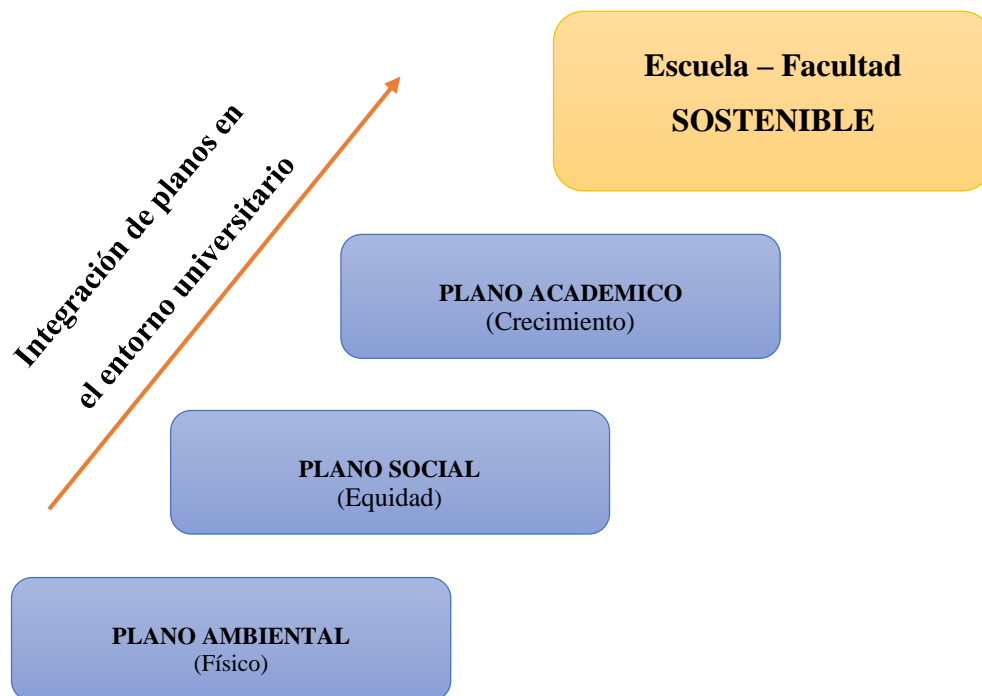 Escuela – Facultad
SOSTENIBLE
Integración de planos en
el entorno universitario
PLANO ACADEMICO
(Crecimiento)
PLANO SOCIAL
(Equidad)
PLANO AMBIENTAL
(Físico)